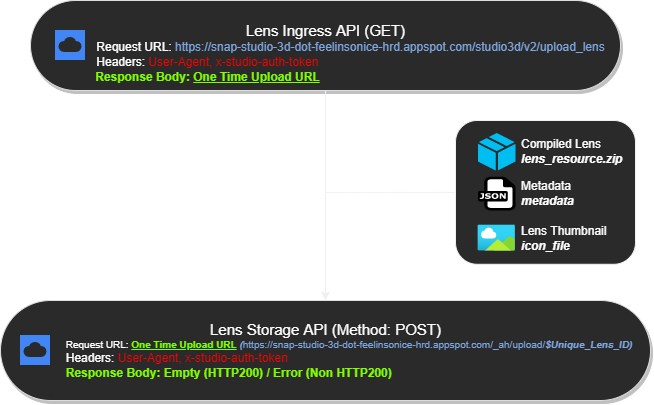 Lens Ingress API (GET)
Request URL: https://snap-studio-3d-dot-feelinsonice-hrd.appspot.com/studio3d/v2/upload_lens
Headers: User-Agent, x-studio-auth-token
Response Body: One Time Upload URL
Compiled Lens
lens_resource.zip
JSON
Metadata
metadata
Lens Thumbnail
icon_file
Lens Storage API (Method: POST)
Request URL: One Time Upload URL (https://snap-studio-3d-dot-feelinsonice-hrd.appspot.com/_ah/upload/$Unique_Lens_ID)
Headers: User-Agent, x-studio-auth-token
Response Body: Empty (HTTP200) / Error (Non HTTP200)